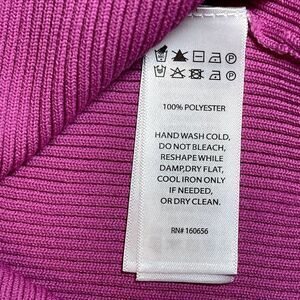 100% POLYESTER
HAND WASH COLD,
DO NOT BLEACH,
RESHAPE WHILE
DAMP,DRY FLAT,
COOL IRON ONLY
IF NEEDED,
OR DRY CLEAN.
RN# 160656